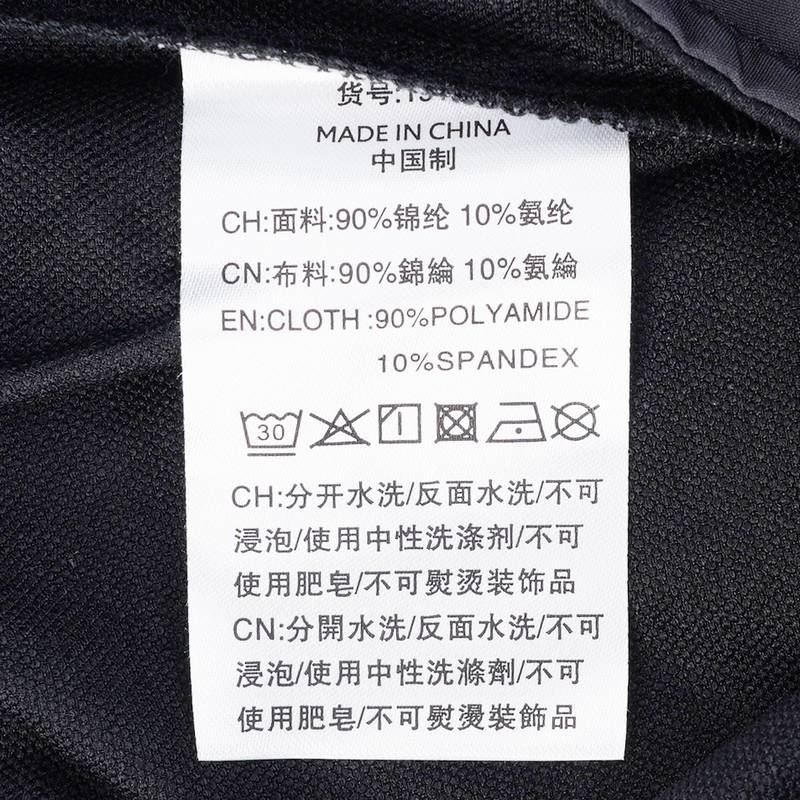 货号:
MADE IN CHINA
中国制
CH:面料:90%锦纶 10%氨纶
CN:布料:90%錦綸 10%氨綸
EN:CLOTH :90%POLYAMIDE
10%SPANDEX
30
CH:分开水洗/反面水洗/不可
浸泡/使用中性洗涤剂/不可
使用肥皂/不可熨烫装饰品
CN:分開水洗/反面水洗/不可
浸泡/使用中性洗滌劑/不可
使用肥皂/不可熨燙裝飾品